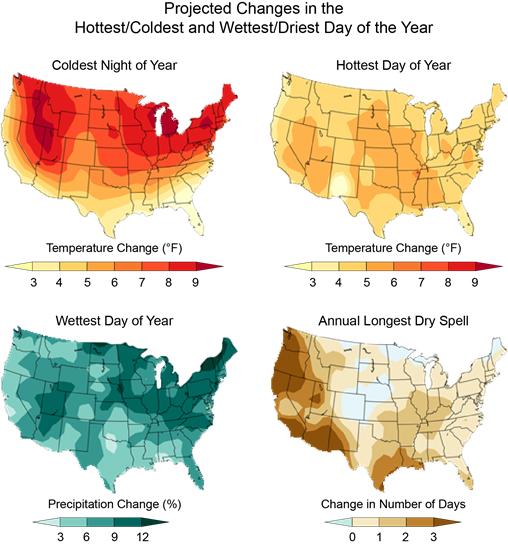 Projected Changes in the
Hottest/Coldest and Wettest/Driest Day of the Year
Coldest Night of Year
Hottest Day of Year
Temperature Change (°F)
3 4 5 6 7 8 9
Temperature Change (°F)
3 4 5 6 7 8 9
Wettest Day of Year
Annual Longest Dry Spell
Precipitation Change (%)
3 6 9 12
Change in Number of Days
0 1 2 3